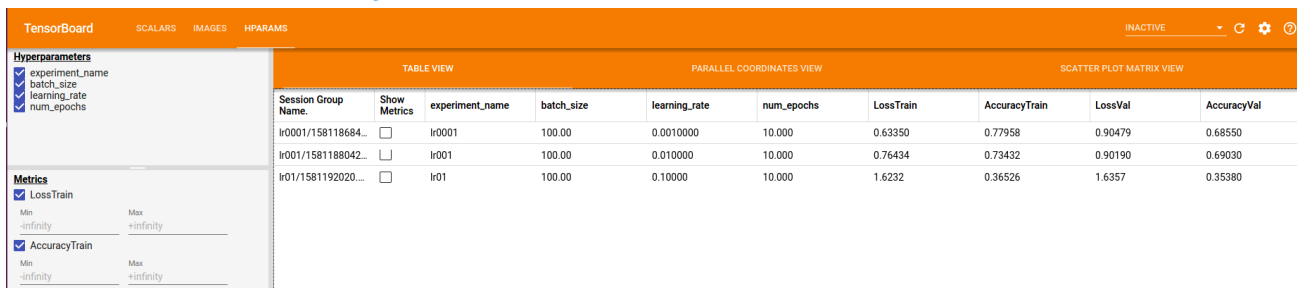 TensorBoard SCALARS IMAGES HPARAMS INACTIVE
Hyperparameters
experiment_name
batch_size
learning_rate
num_epochs
Metrics
LossTrain
Min Max
-infinity +infinity
AccuracyTrain
Min Max
-infinity +infinity
TABLE VIEW PARALLEL COORDINATES VIEW SCATTER PLOT MATRIX VIEW
Session Group Name. Show Metrics experiment_name batch_size learning_rate num_epochs LossTrain AccuracyTrain LossVal AccuracyVal
lr0001/158118684... lr0001 100.00 0.0010000 10.000 0.63350 0.77958 0.90479 0.68550
lr001/1581188042... lr001 100.00 0.010000 10.000 0.76434 0.73432 0.90190 0.69030
lr01/1581192020.... lr01 100.00 0.10000 10.000 1.6232 0.36526 1.6357 0.35380